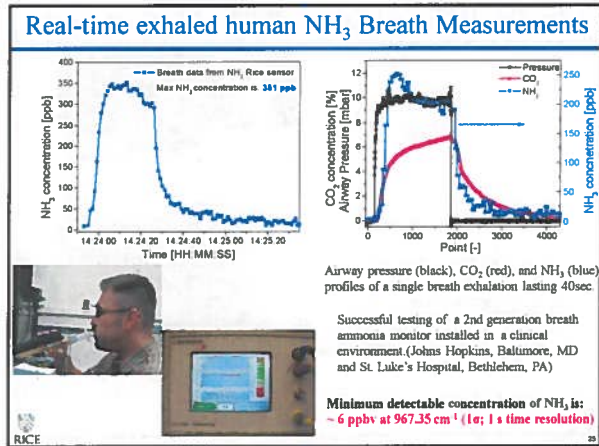 Real-time exhaled human NH3 Breath Measurements
Breath data from NH3 Rice sensor
Max NH3 concentration is 351 ppb
NH3 concentration [ppb]
400
350
300
250
200
150
100
50
0
14:24 00 14:24 20 14:24 40 14:25 00 14:25 20
Time [HH:MM:SS]
Pressure
CO2
NH3
CO2 concentration [%]
Airway Pressure [mbar]
12
10
8
6
4
2
0
0 1000 2000 3000 4000
Point [-]
250
200
150
100
50
0
NH3 concnetration [ppb]
Airway pressure (black), CO2 (red), and NH3 (blue)
profiles of a single breath exhalation lasting 40sec.
Successful testing of a 2nd generation breath
ammonia monitor installed in a clinical
environment.(Johns Hopkins, Baltimore, MD
and St. Luke's Hospital, Bethlehem, PA)
Minimum detectable concentration of NH3 is:
~ 6 ppbv at 967.35 cm-1 (1σ; 1 s time resolution)
RICE
25